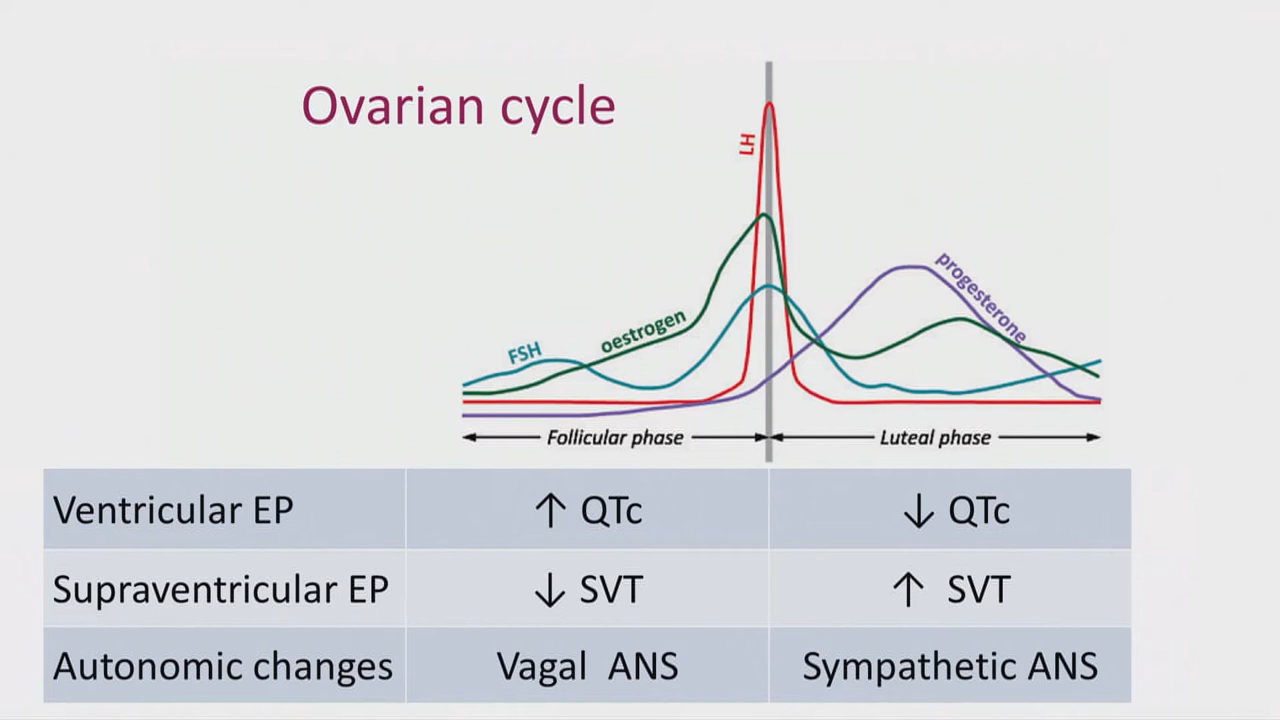 Ovarian cycle
LH
progesterone
oestrogen
FSH
Follicular phase
Luteal phase
Ventricular EP
↑ QTc
↓ QTc
Supraventricular EP
↓ SVT
↑ SVT
Autonomic changes
Vagal ANS
Sympathetic ANS